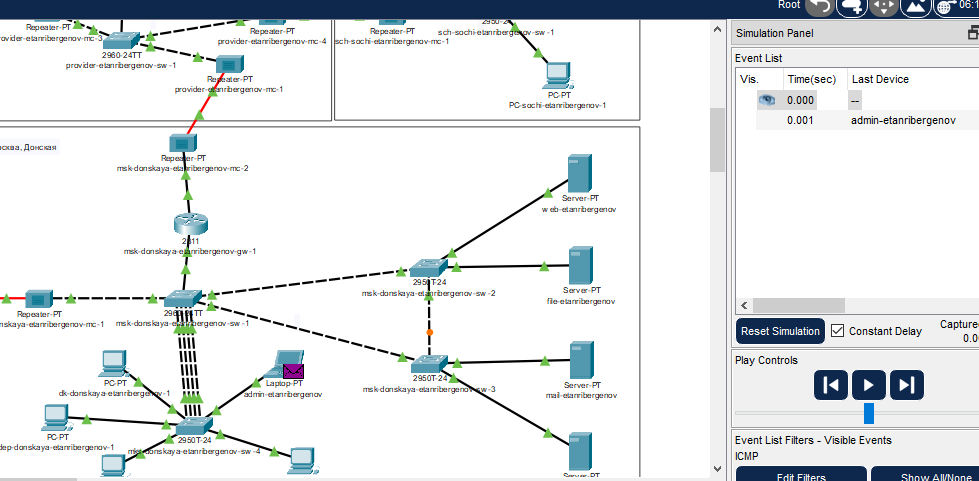 Root
06:1
Simulation Panel
Event List
Vis.
Time(sec)
Last Device
0.000
--
0.001
admin-etanribergenov
Reset Simulation
Constant Delay
Captured
0.0
Play Controls
Event List Filters - Visible Events
ICMP
Edit Filters
Show All/None
Repeater-PT
rovider-etanribergenov-mc-3
2960-24TT
provider-etanribergenov-sw-1
Repeater-PT
provider-etanribergenov-mc-4
Repeater-PT
provider-etanribergenov-mc-1
Repeater-PT
sch-sochi-etanribergenov-mc-1
2950-24
sch-sochi-etanribergenov-sw-1
PC-PT
PC-sochi-etanribergenov-1
сква, Донская
Repeater-PT
msk-donskaya-etanribergenov-mc-2
2811
msk-donskaya-etanribergenov-gw-1
Repeater-PT
nskaya-etanribergenov-mc-1
2960-24TT
msk-donskaya-etanribergenov-sw-1
2950T-24
msk-donskaya-etanribergenov-sw-2
Server-PT
web-etanribergenov
Server-PT
file-etanribergenov
2950T-24
msk-donskaya-etanribergenov-sw-3
Server-PT
mail-etanribergenov
Server-PT
PC-PT
dk-donskaya-etanribergenov-1
Laptop-PT
admin-etanribergenov
PC-PT
dep-donskaya-etanribergenov-1
2950T-24
msk-donskaya-etanribergenov-sw-4